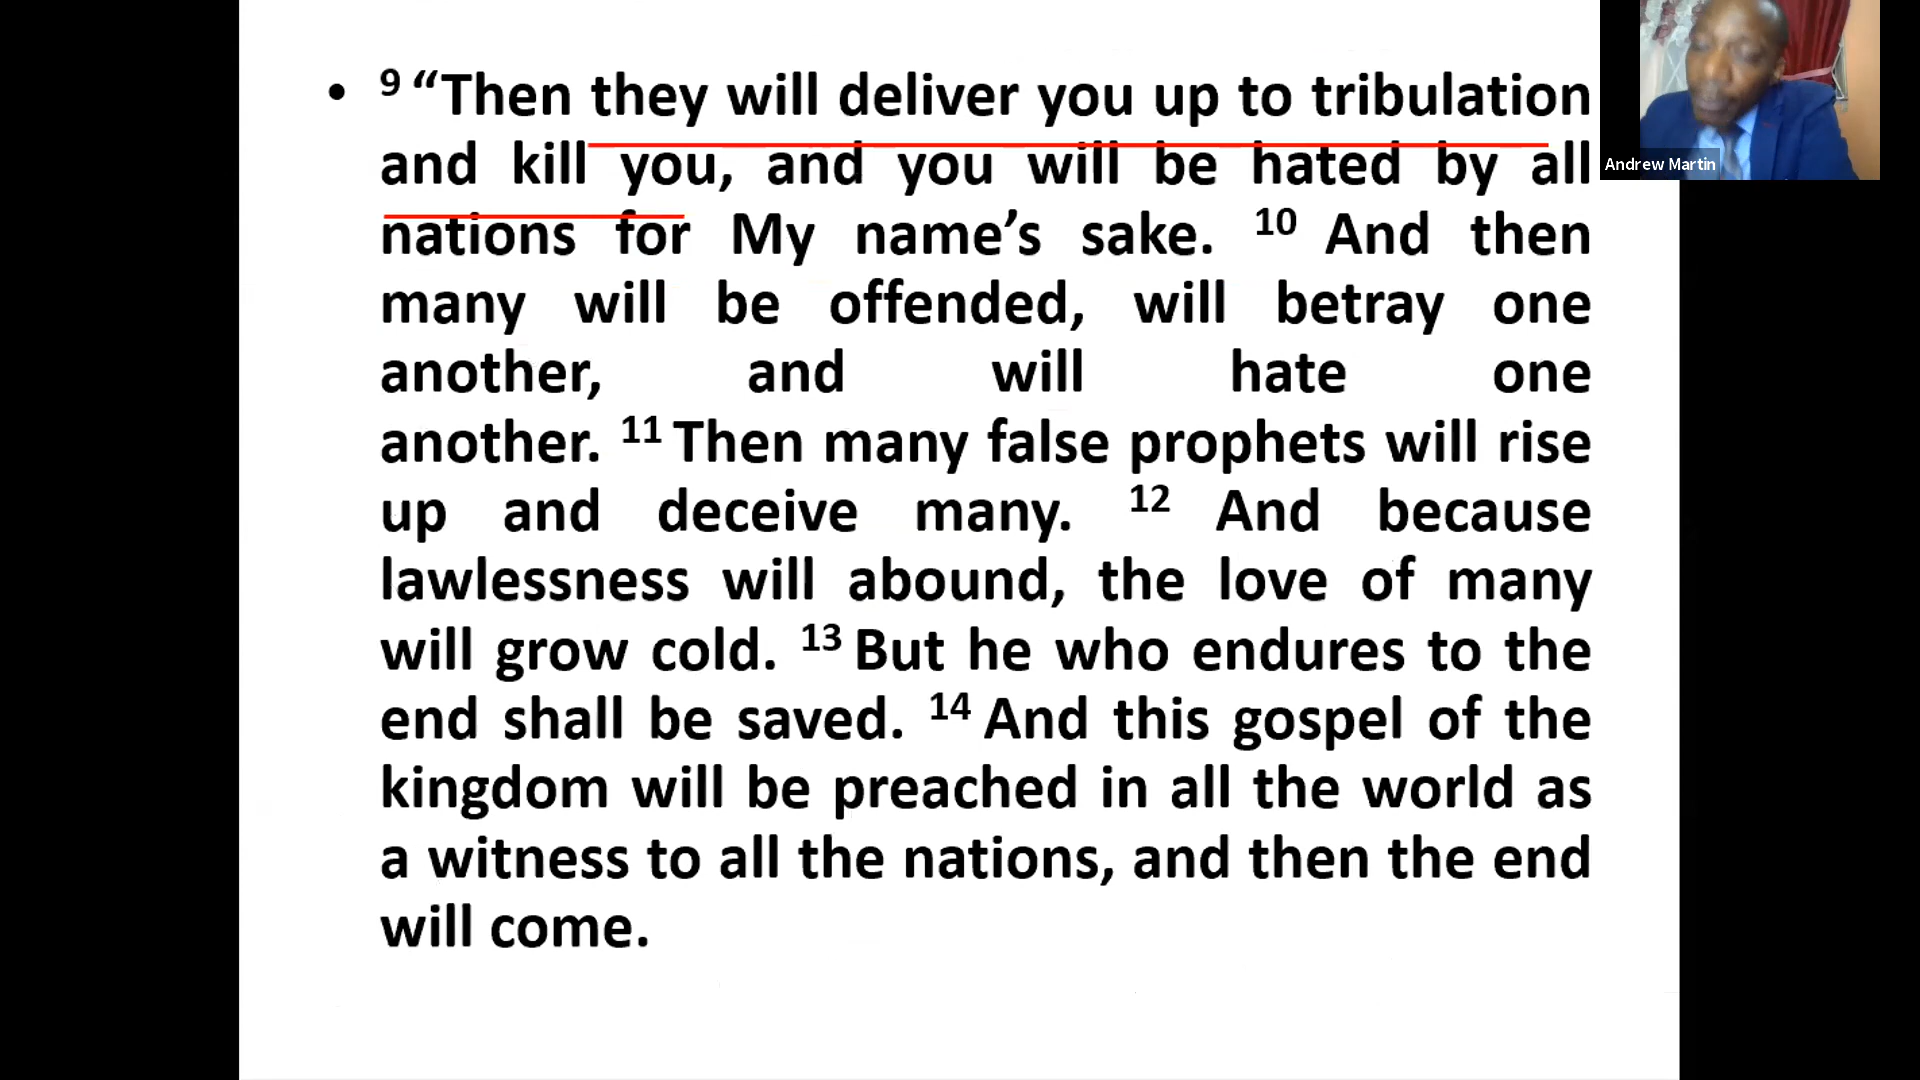 • ⁹ “Then they will deliver you up to tribulation
and kill you, and you will be hated by all
nations for My name’s sake. ¹⁰ And then
many will be offended, will betray one
another, and will hate one
another. ¹¹ Then many false prophets will rise
up and deceive many. ¹² And because
lawlessness will abound, the love of many
will grow cold. ¹³ But he who endures to the
end shall be saved. ¹⁴ And this gospel of the
kingdom will be preached in all the world as
a witness to all the nations, and then the end
will come.
Andrew Martin